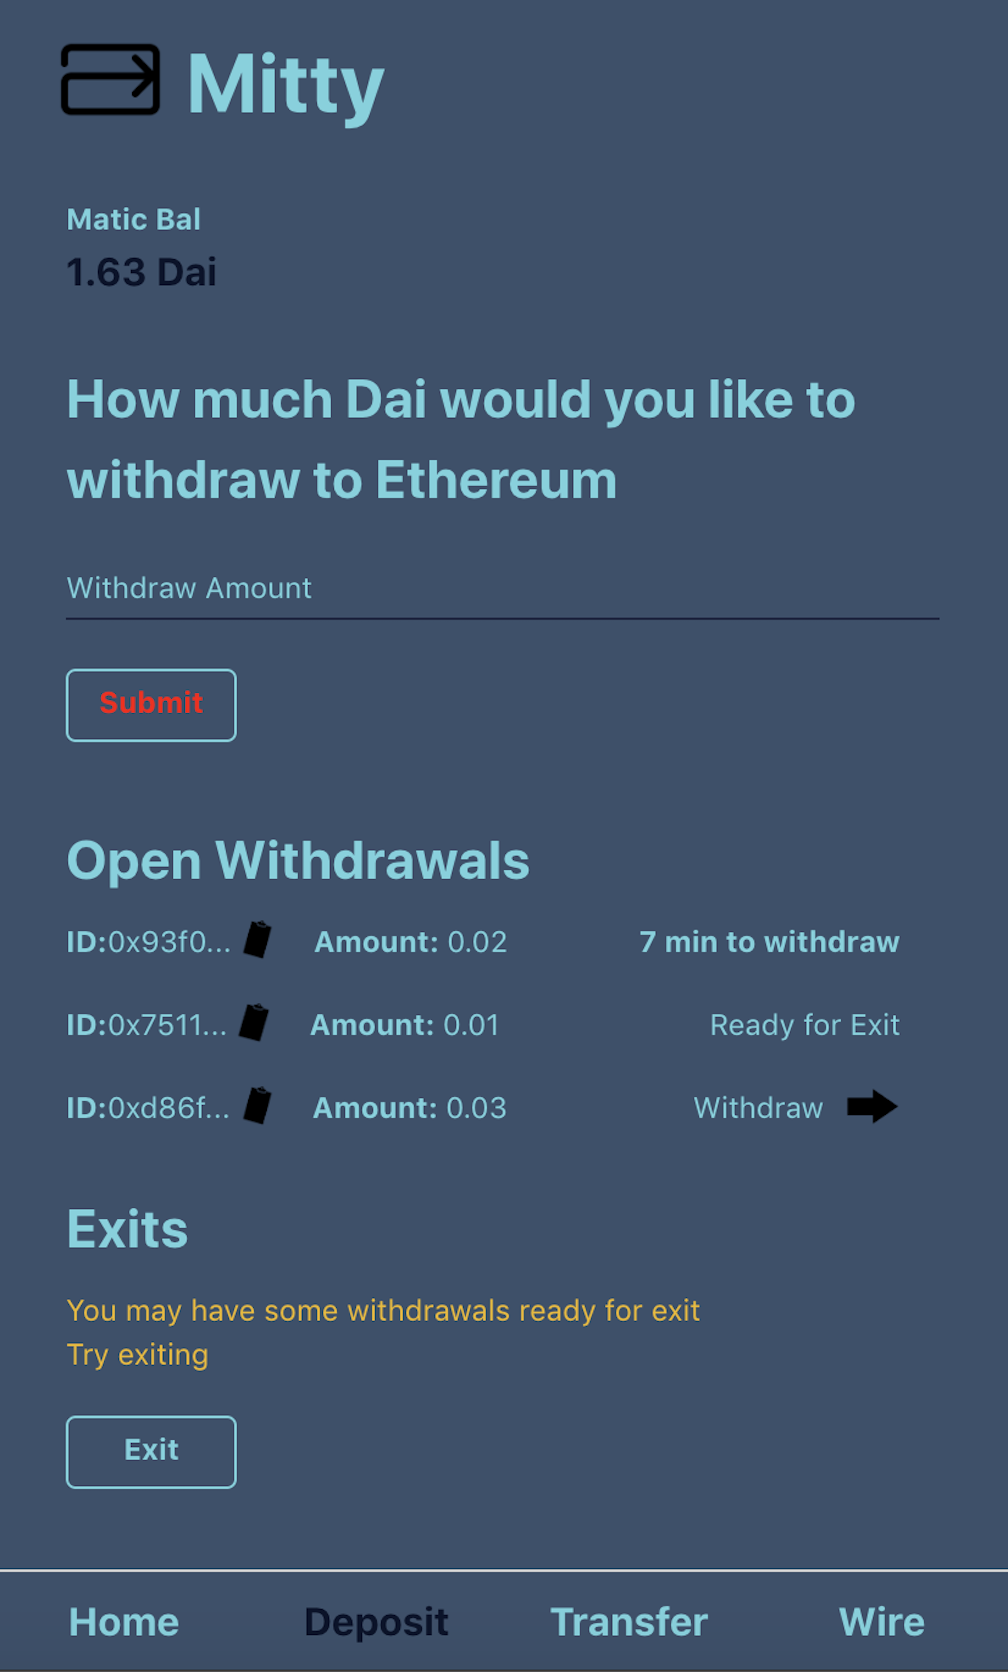 Mitty
Matic Bal
1.63 Dai
How much Dai would you like to
withdraw to Ethereum
Withdraw Amount
Submit
Open Withdrawals
ID:0x93f0... Amount: 0.02 7 min to withdraw
ID:0x7511... Amount: 0.01 Ready for Exit
ID:0xd86f... Amount: 0.03 Withdraw
Exits
You may have some withdrawals ready for exit
Try exiting
Exit
Home Deposit Transfer Wire